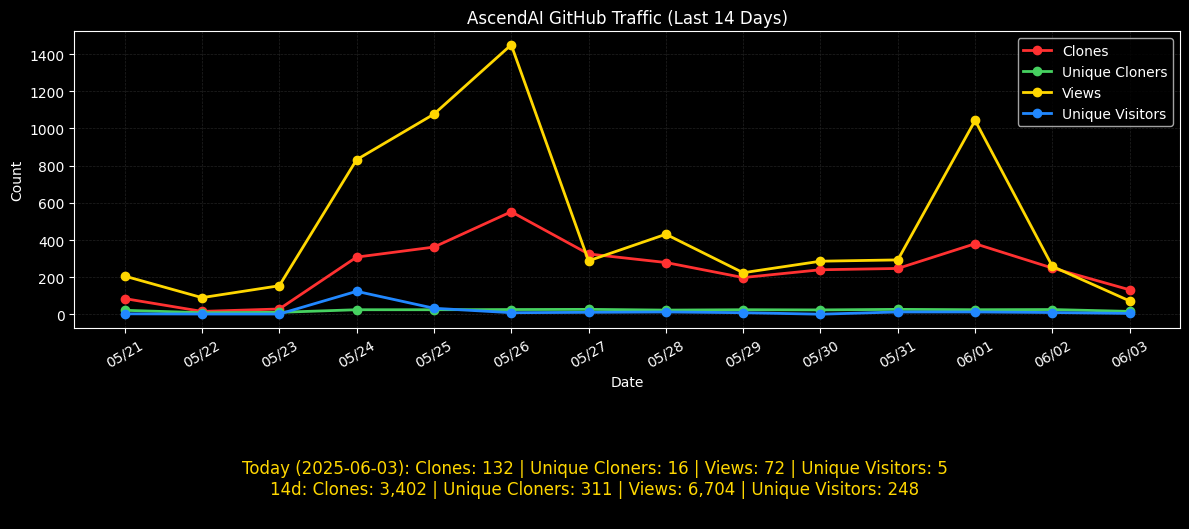 AscendAI GitHub Traffic (Last 14 Days)
Clones
Unique Cloners
Views
Unique Visitors
Count
1400
1200
1000
800
600
400
200
0
05/21
05/22
05/23
05/24
05/25
05/26
05/27
05/28
05/29
05/30
05/31
06/01
06/02
06/03
Date
Today (2025-06-03): Clones: 132 | Unique Cloners: 16 | Views: 72 | Unique Visitors: 5
14d: Clones: 3,402 | Unique Cloners: 311 | Views: 6,704 | Unique Visitors: 248